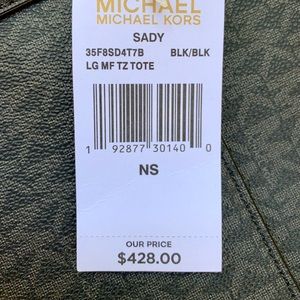 MICHAEL
MICHAEL KORS
SADY
35F8SD4T7B BLK/BLK
LG MF TZ TOTE
1 92877 30140 0
NS
OUR PRICE
$428.00